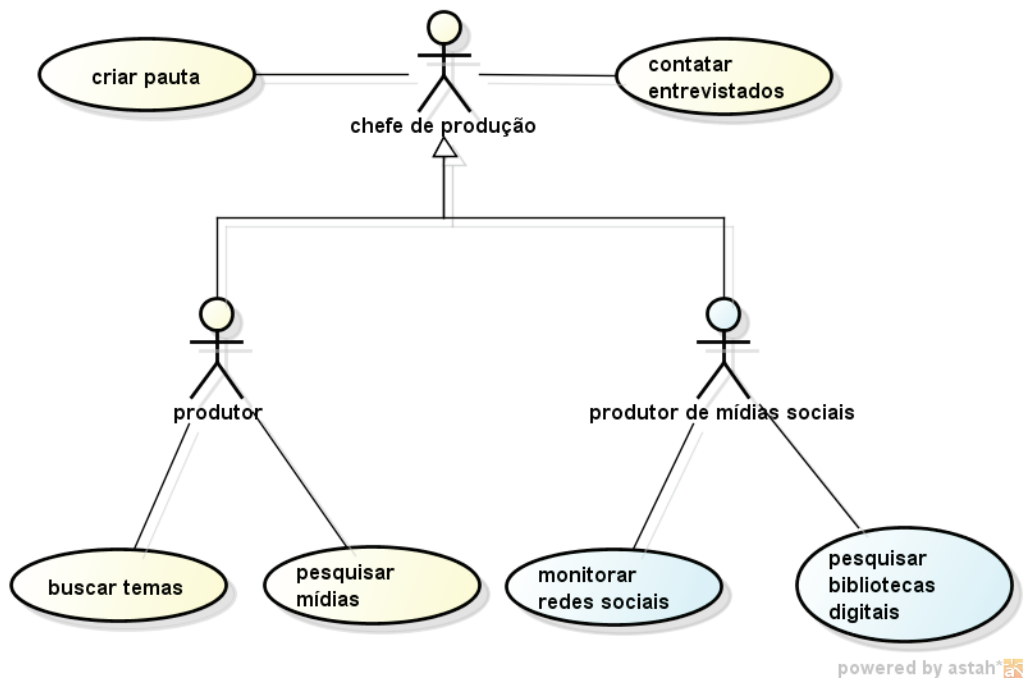 criar pauta
contatar
entrevistados
chefe de produção
produtor
produtor de mídias sociais
buscar temas
pesquisar
mídias
monitorar
redes sociais
pesquisar
bibliotecas
digitais
powered by astah*